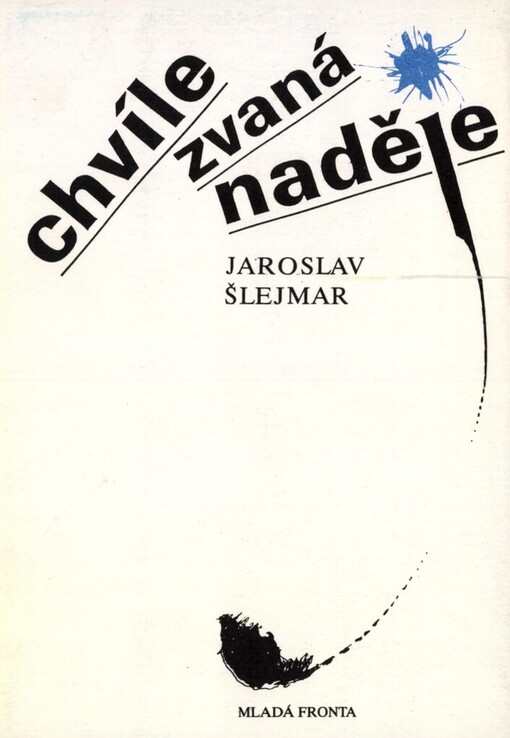 chvíle
zvaná
naděje
JAROSLAV
ŠLEJMAR
MLADÁ FRONTA